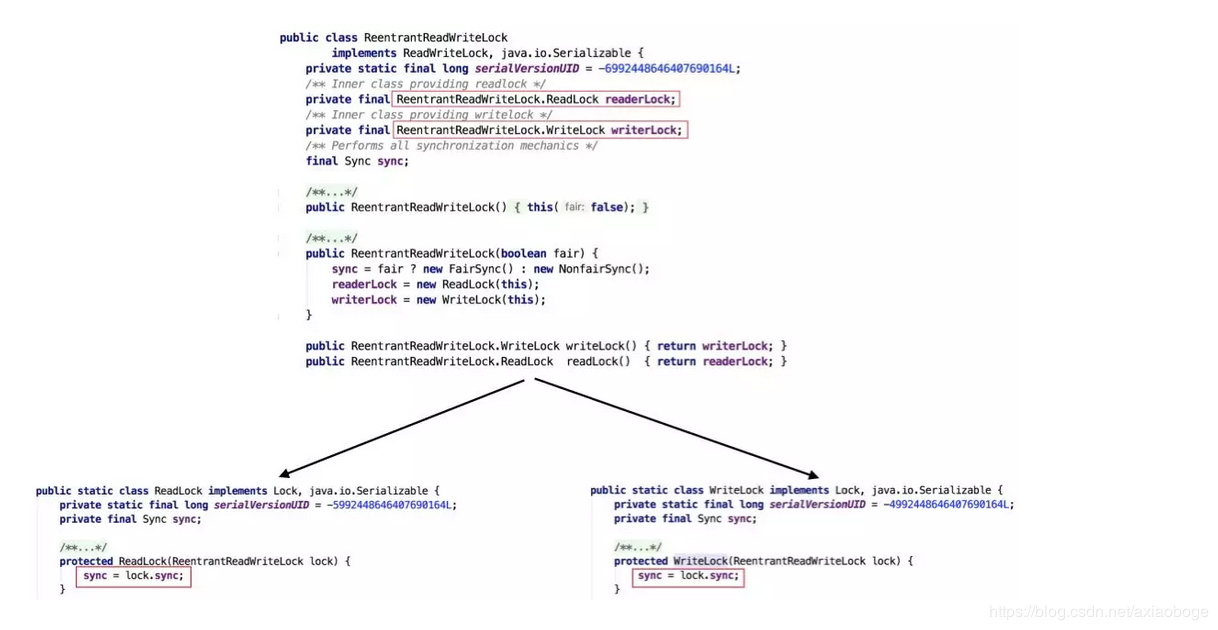 public class ReentrantReadWriteLock
implements ReadWriteLock, java.io.Serializable {
private static final long serialVersionUID = -6992448646407690164L;
/** Inner class providing readlock */
private final ReentrantReadWriteLock.ReadLock readerLock;
/** Inner class providing writelock */
private final ReentrantReadWriteLock.WriteLock writerLock;
/** Performs all synchronization mechanics */
final Sync sync;
/**...*/
public ReentrantReadWriteLock() { this( fair: false); }
/**...*/
public ReentrantReadWriteLock(boolean fair) {
sync = fair ? new FairSync() : new NonfairSync();
readerLock = new ReadLock(this);
writerLock = new WriteLock(this);
}
public ReentrantReadWriteLock.WriteLock writeLock() { return writerLock; }
public ReentrantReadWriteLock.ReadLock  readLock()  { return readerLock; }
public static class ReadLock implements Lock, java.io.Serializable {
private static final long serialVersionUID = -5992448646407690164L;
private final Sync sync;
/**...*/
protected ReadLock(ReentrantReadWriteLock lock) {
sync = lock.sync;
}
public static class WriteLock implements Lock, java.io.Serializable {
private static final long serialVersionUID = -4992448646407690164L;
private final Sync sync;
/**...*/
protected WriteLock(ReentrantReadWriteLock lock) {
sync = lock.sync;
}
https://blog.csdn.net/axiaoboge